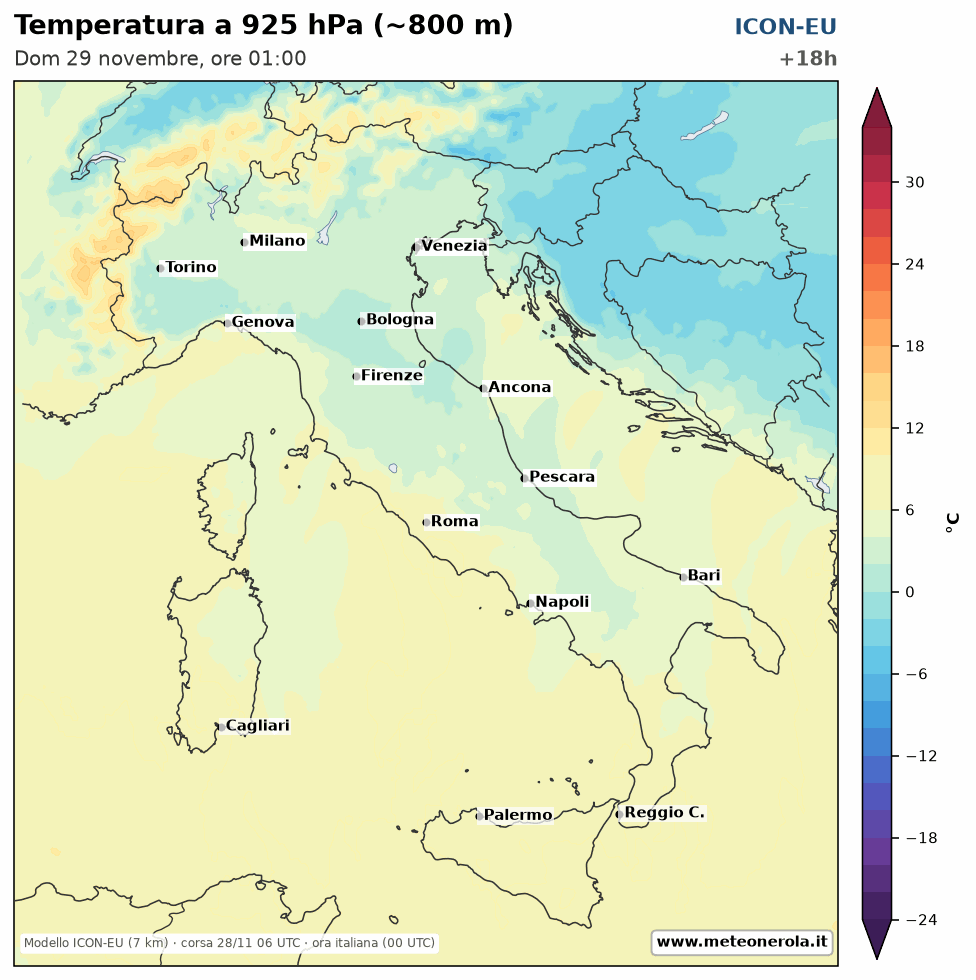 Temperatura a 925 hPa (~800 m)
ICON-EU
Dom 29 novembre, ore 01:00
+18h
Milano
Venezia
Torino
Genova
Bologna
Firenze
Ancona
Pescara
Roma
Bari
Napoli
Cagliari
Palermo
Reggio C.
30
24
18
12
6
0
−6
−12
−18
−24
°C
Modello ICON-EU (7 km) · corsa 28/11 06 UTC · ora italiana (00 UTC)
www.meteonerola.it